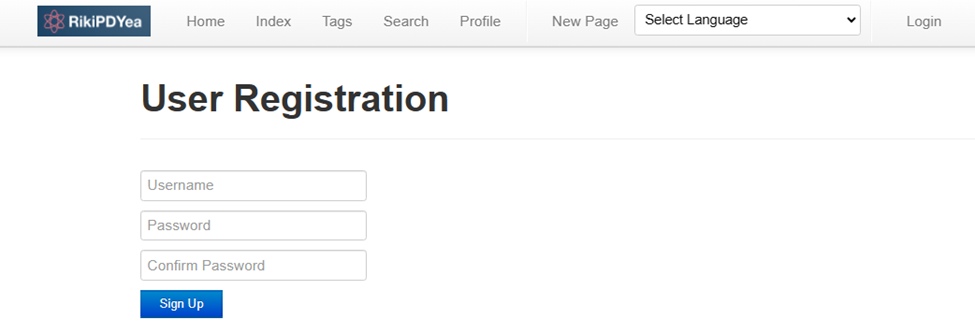 RikiPDYea Home Index Tags Search Profile New Page Select Language Login
User Registration
Username
Password
Confirm Password
Sign Up